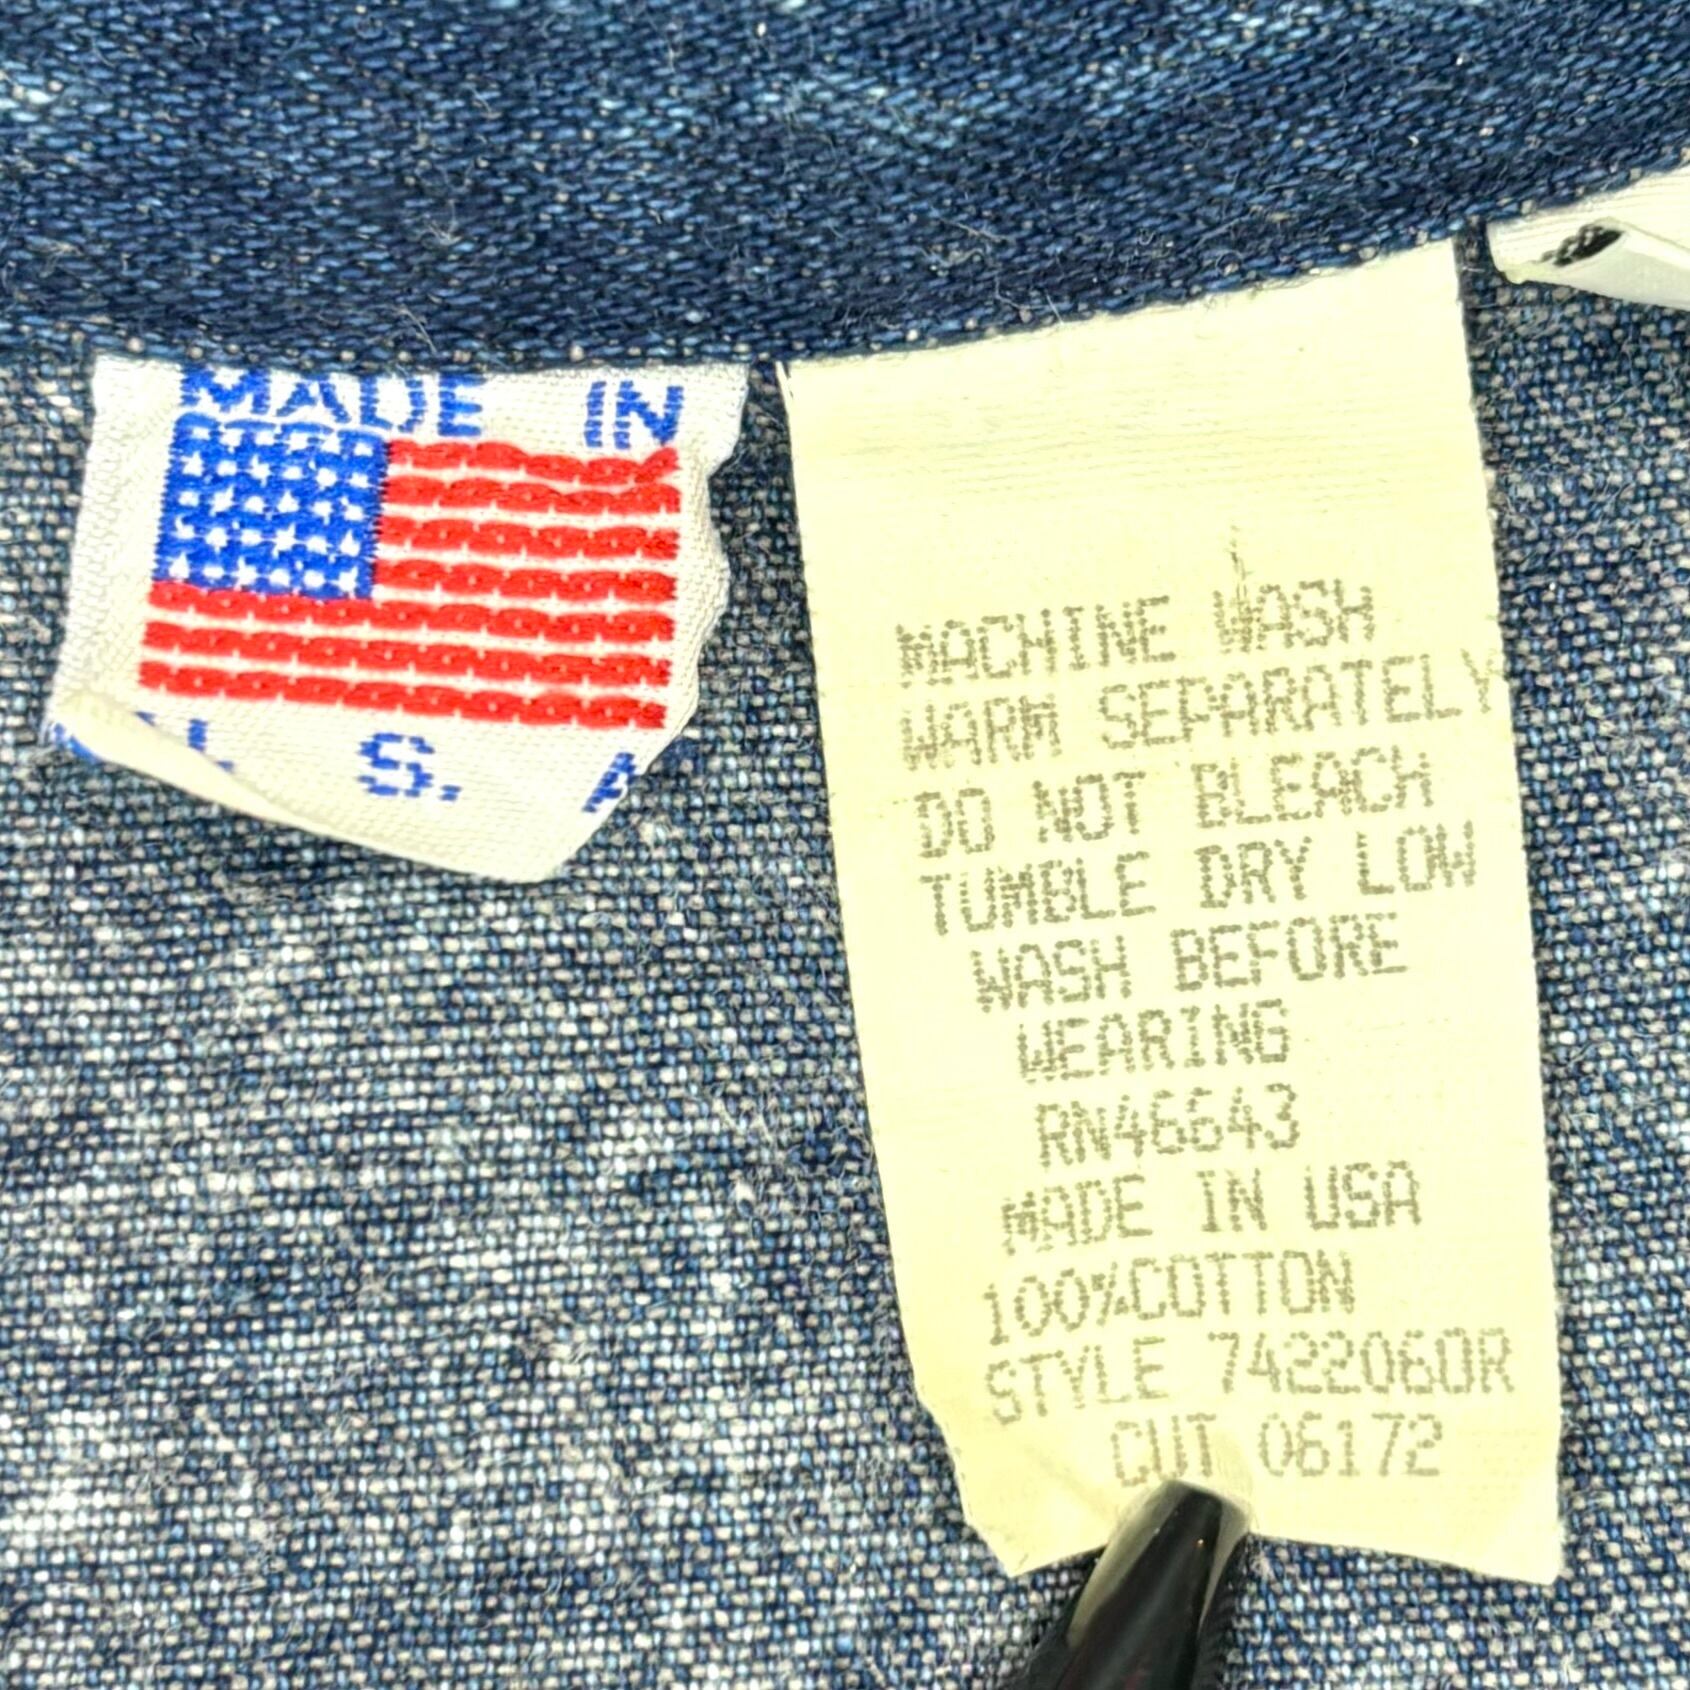 MADE IN
U. S. A
MACHINE WASH
WARM SEPARATELY
DO NOT BLEACH
TUMBLE DRY LOW
WASH BEFORE
WEARING
RN46643
MADE IN USA
100%COTTON
STYLE 7422060R
CUT 06172